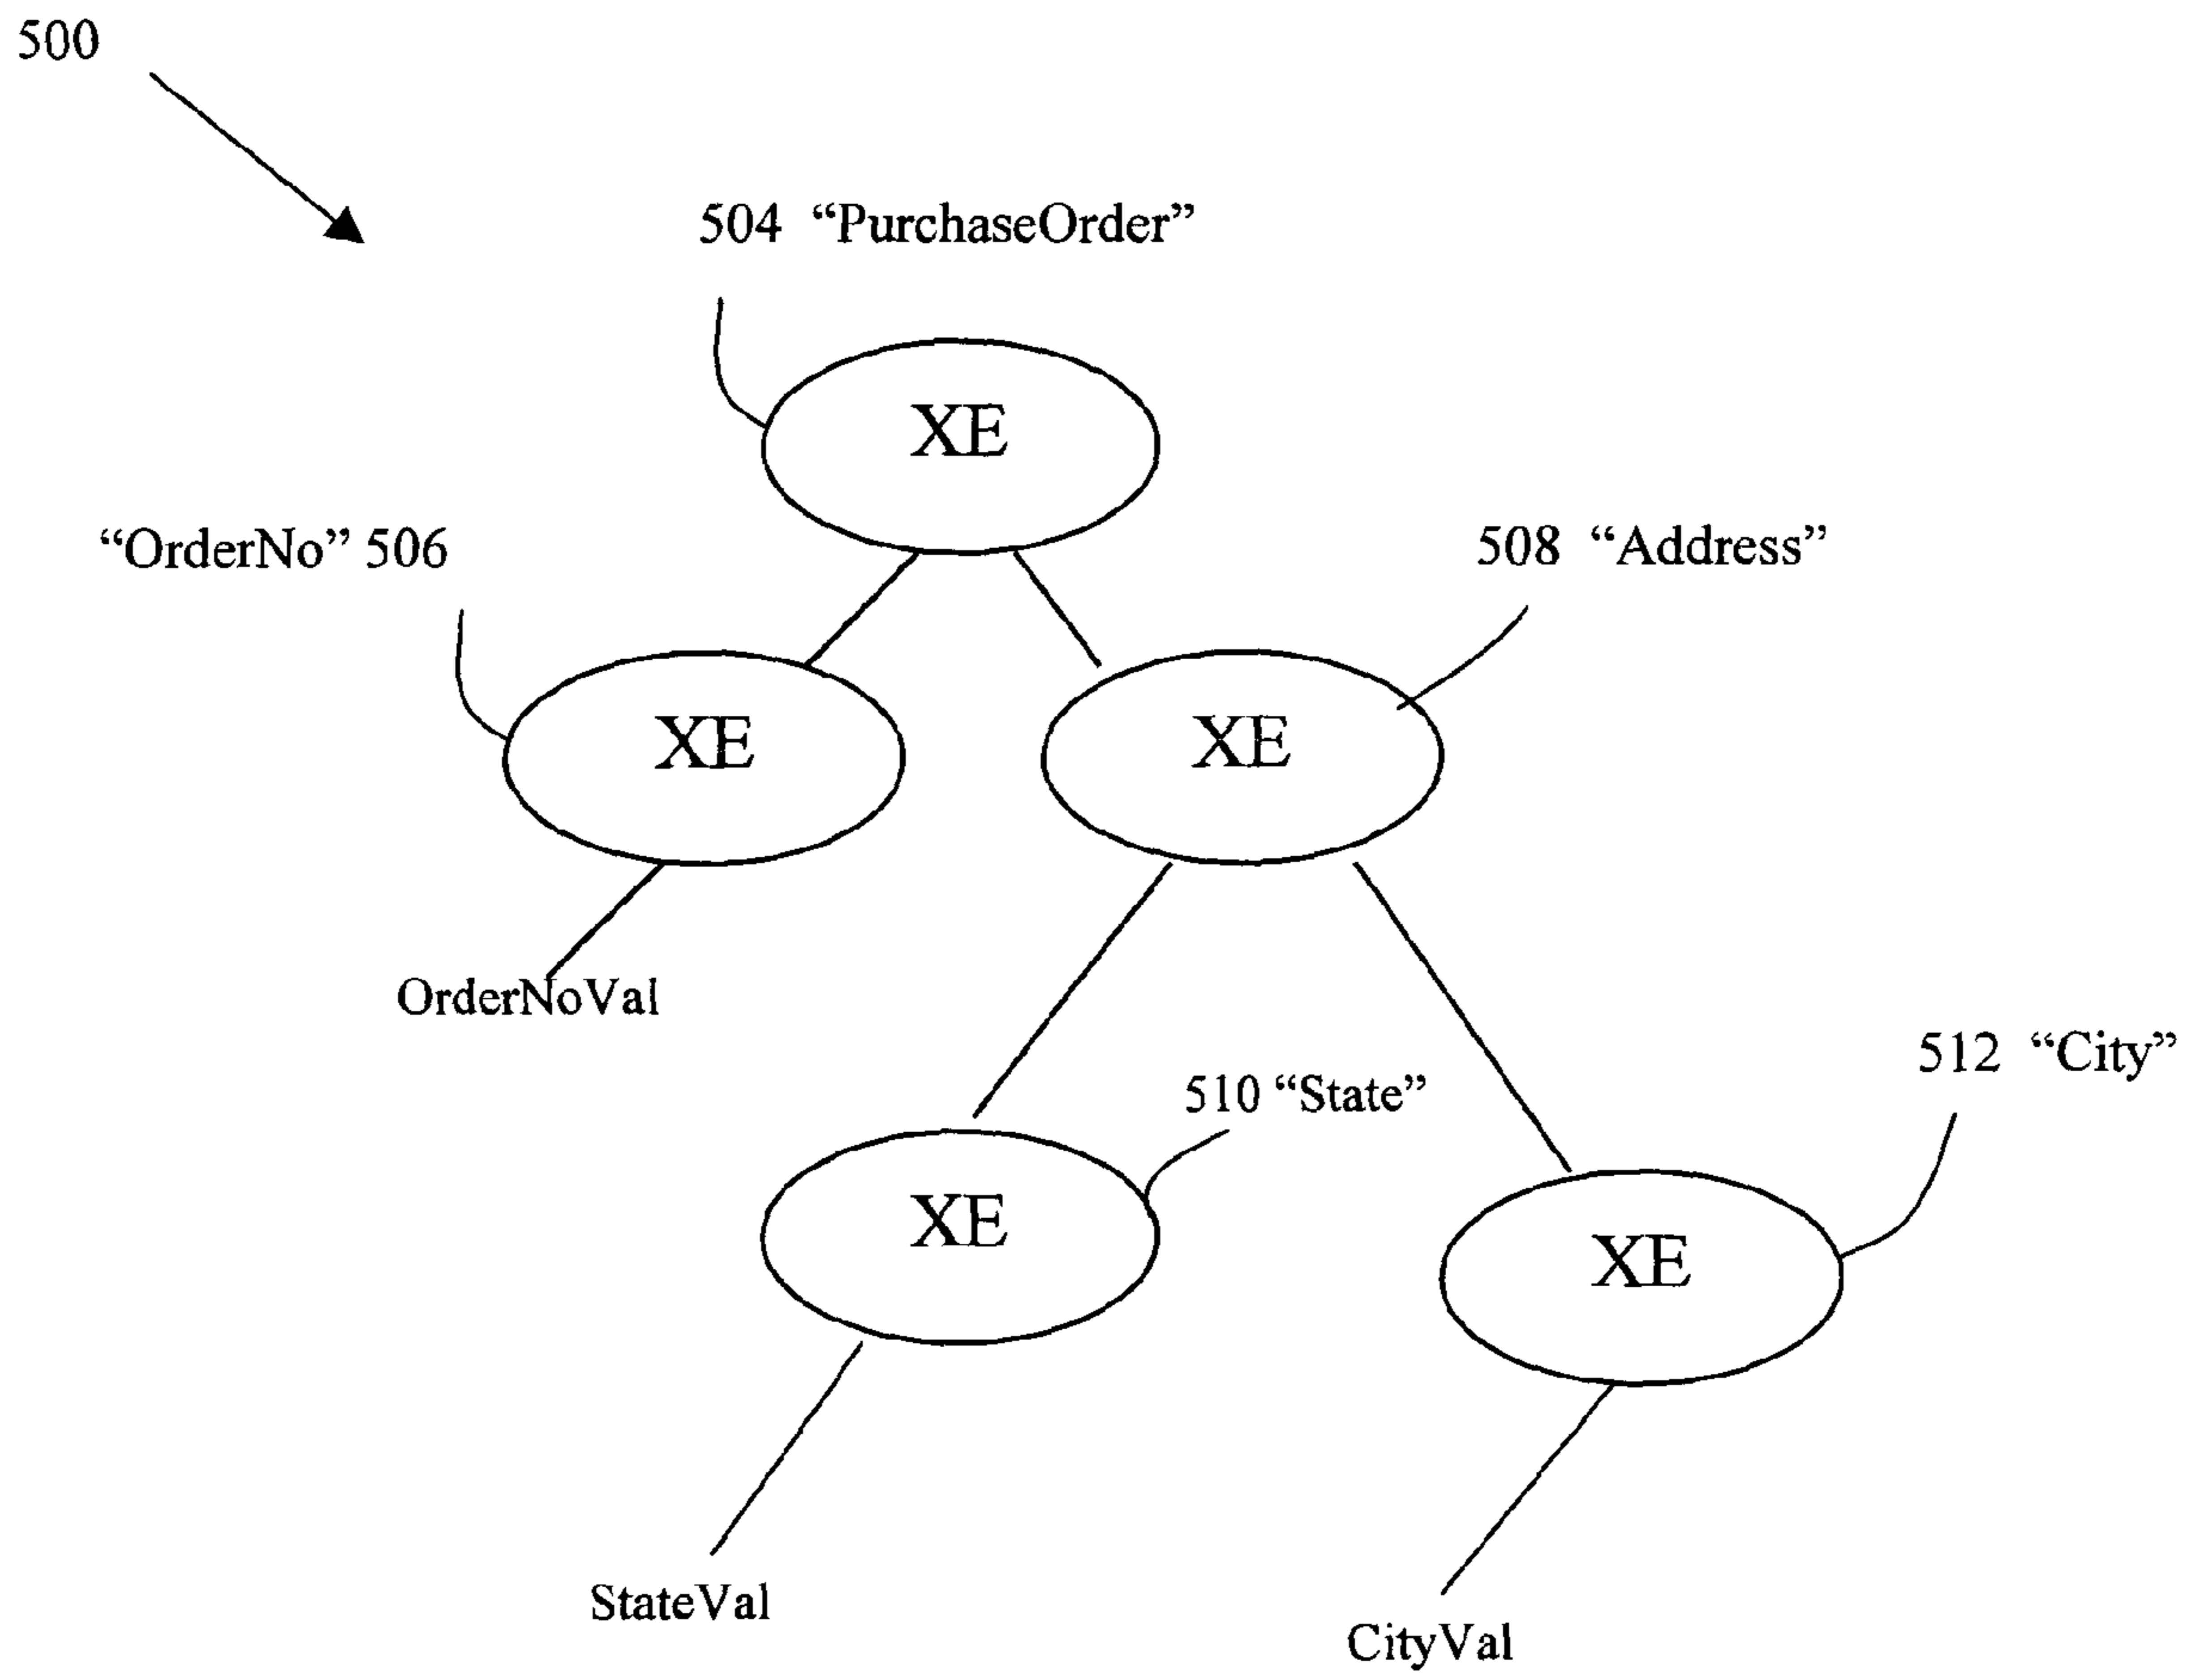 500
504 “PurchaseOrder”
XE
“OrderNo” 506
508 “Address”
XE
XE
OrderNoVal
510 “State”
512 “City”
XE
XE
StateVal
CityVal